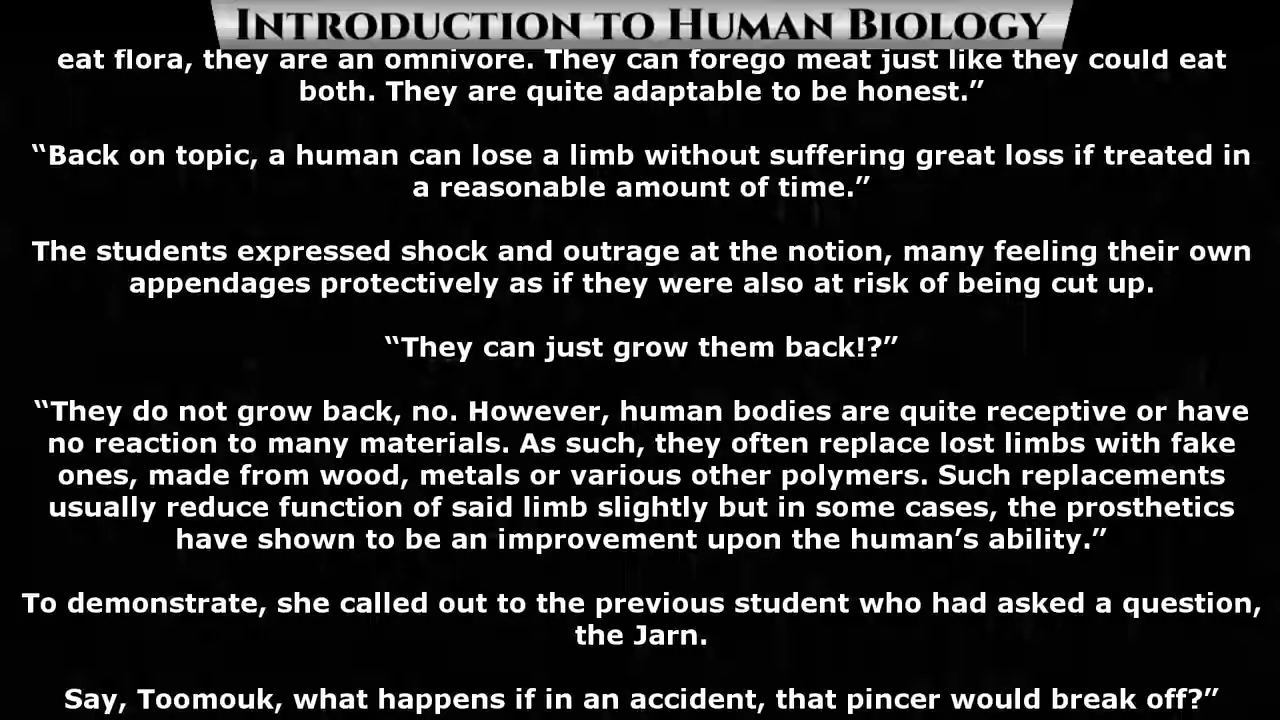 INTRODUCTION TO HUMAN BIOLOGY
eat flora, they are an omnivore. They can forego meat just like they could eat
both. They are quite adaptable to be honest.”
“Back on topic, a human can lose a limb without suffering great loss if treated in
a reasonable amount of time.”
The students expressed shock and outrage at the notion, many feeling their own
appendages protectively as if they were also at risk of being cut up.
“They can just grow them back!?”
“They do not grow back, no. However, human bodies are quite receptive or have
no reaction to many materials. As such, they often replace lost limbs with fake
ones, made from wood, metals or various other polymers. Such replacements
usually reduce function of said limb slightly but in some cases, the prosthetics
have shown to be an improvement upon the human’s ability.”
To demonstrate, she called out to the previous student who had asked a question,
the Jarn.
Say, Toomouk, what happens if in an accident, that pincer would break off?”